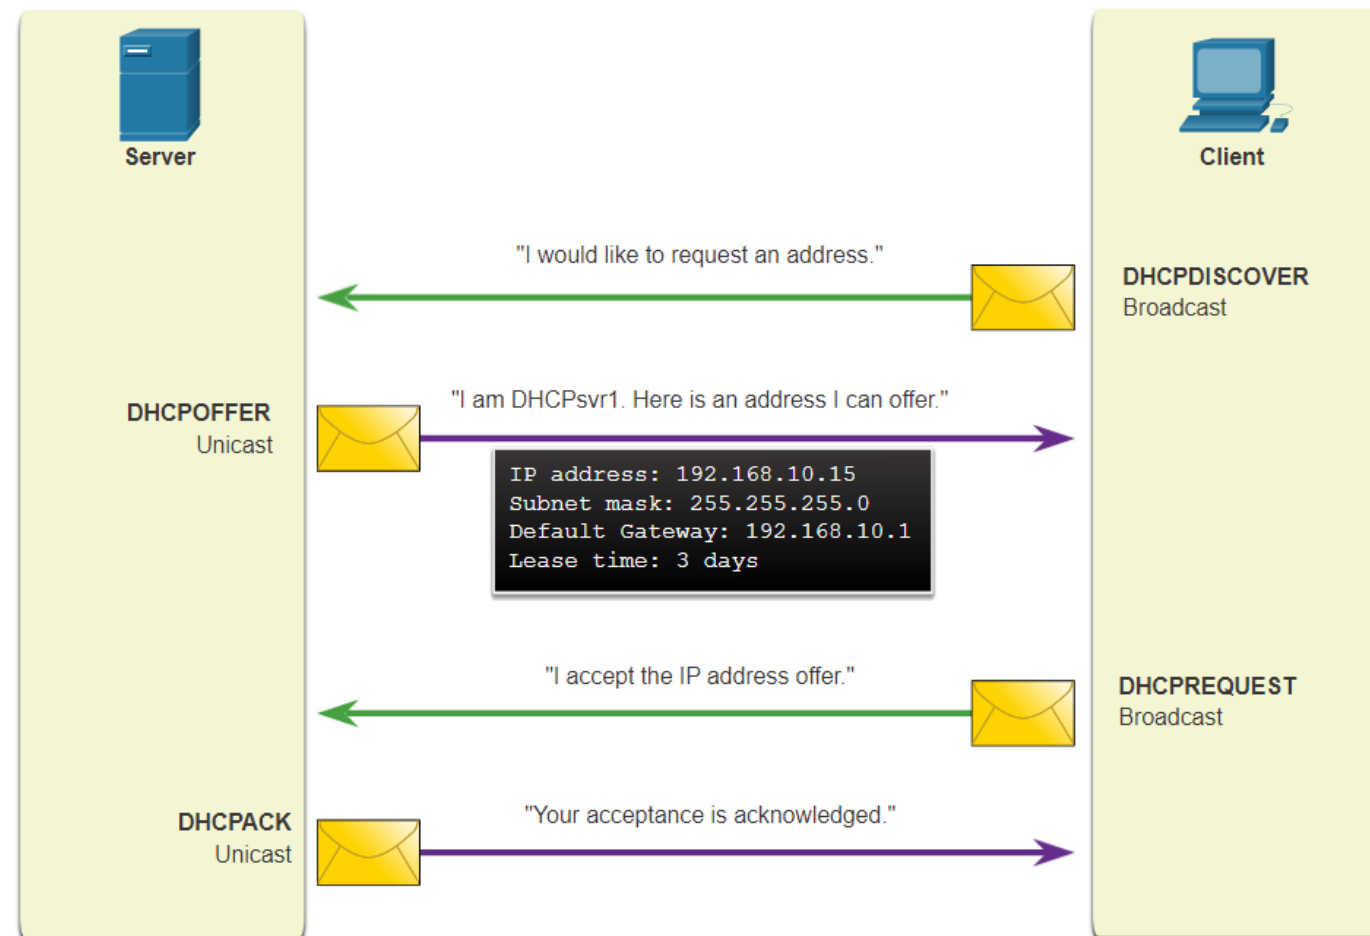 Server
Client
"I would like to request an address."
DHCPDISCOVER
Broadcast
"I am DHCPsvr1. Here is an address I can offer."
DHCPOFFER
Unicast
IP address: 192.168.10.15
Subnet mask: 255.255.255.0
Default Gateway: 192.168.10.1
Lease time: 3 days
"I accept the IP address offer."
DHCPREQUEST
Broadcast
"Your acceptance is acknowledged."
DHCPACK
Unicast